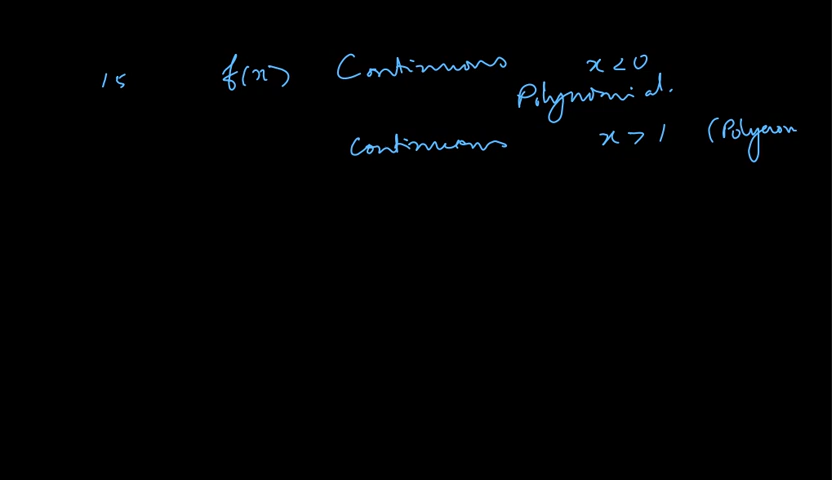 15 f(x) Continuous x < 0
Polynomial.
Continuous x > 1 (Polynom